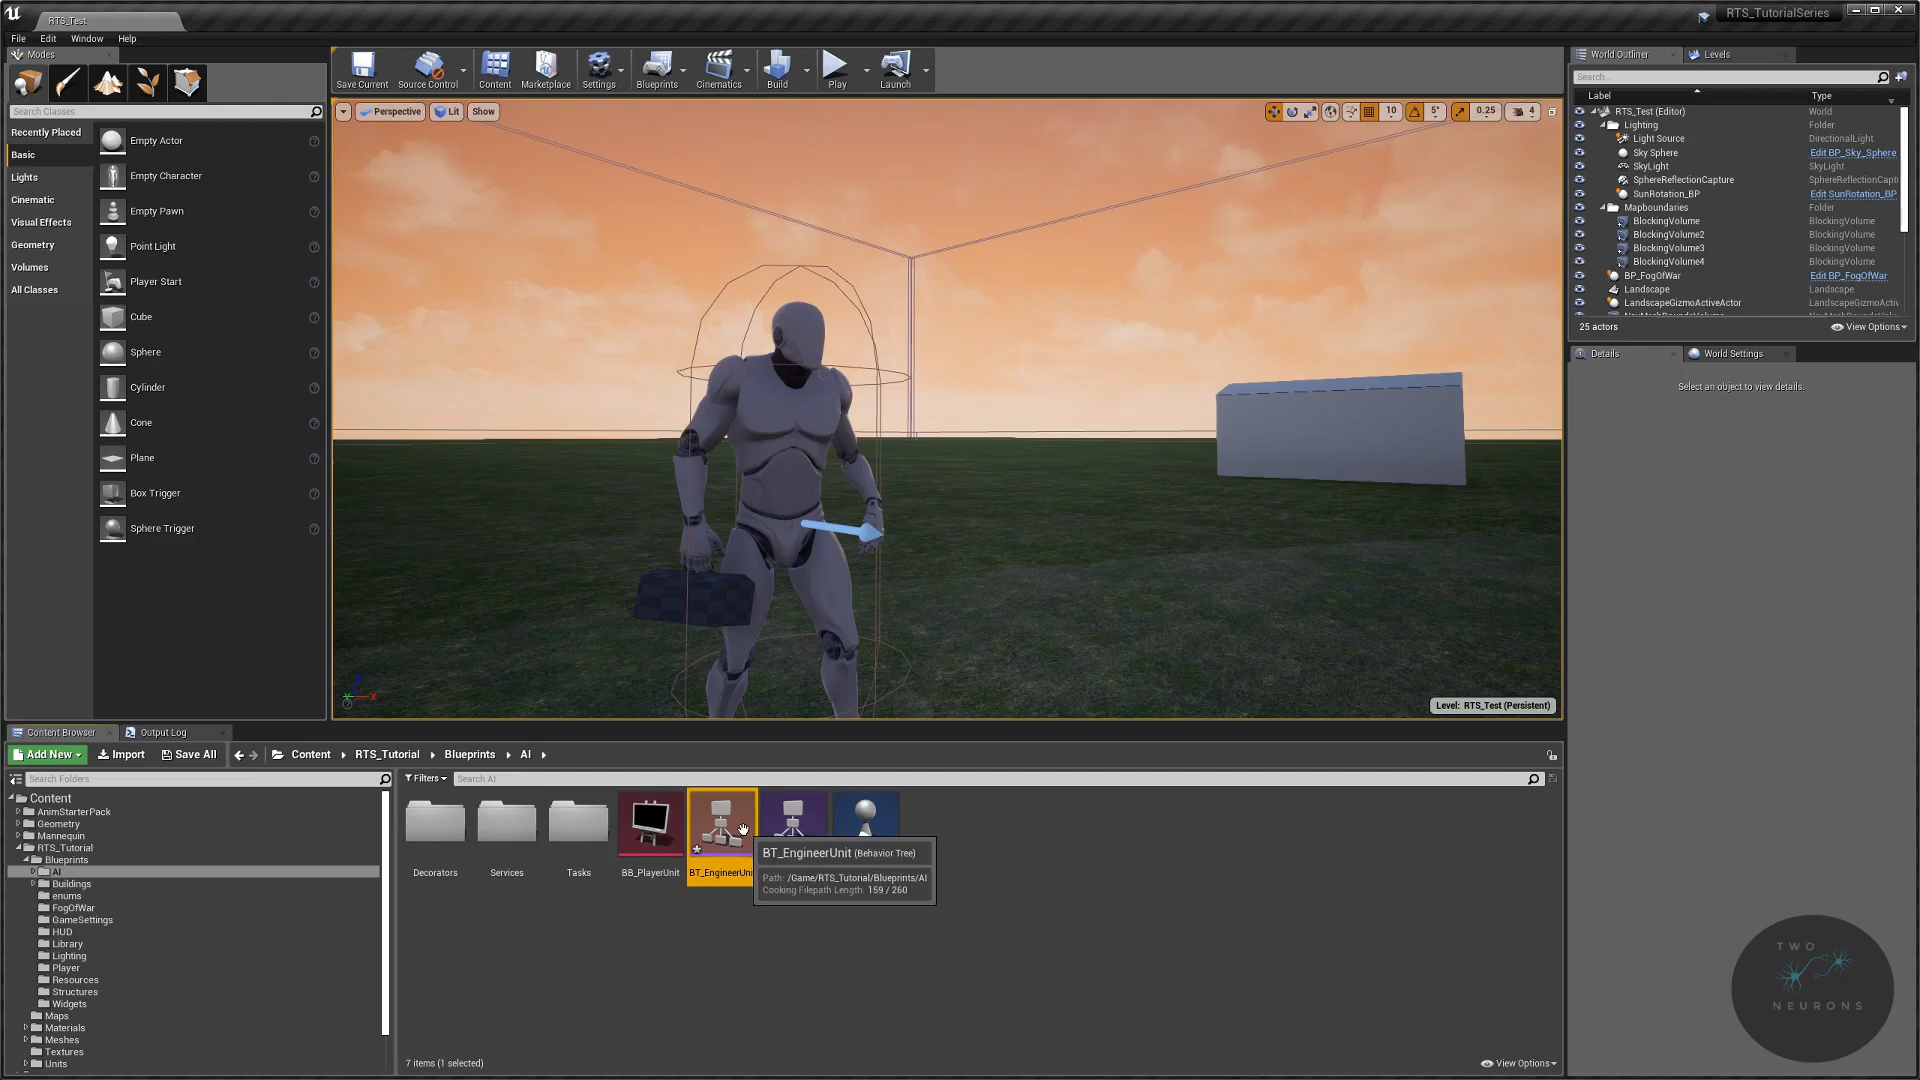 RTS_Test
RTS_TutorialSeries
File Edit Window Help
Modes
Search Classes
Recently Placed
Basic
Lights
Cinematic
Visual Effects
Geometry
Volumes
All Classes
Empty Actor
Empty Character
Empty Pawn
Point Light
Player Start
Cube
Sphere
Cylinder
Cone
Plane
Box Trigger
Sphere Trigger
Save Current Source Control Content Marketplace Settings Blueprints Cinematics Build Play Launch
Perspective Lit Show
10 5° 0.25 4
Level: RTS_Test (Persistent)
World Outliner Levels
Search...
Label Type
RTS_Test (Editor) World
Lighting Folder
Light Source DirectionalLight
Sky Sphere Edit BP_Sky_Sphere
SkyLight SkyLight
SphereReflectionCapture SphereReflectionCapt
SunRotation_BP Edit SunRotation_BP
Mapboundaries Folder
BlockingVolume BlockingVolume
BlockingVolume2 BlockingVolume
BlockingVolume3 BlockingVolume
BlockingVolume4 BlockingVolume
BP_FogOfWar Edit BP_FogOfWar
Landscape Landscape
LandscapeGizmoActiveActor LandscapeGizmoActiv
25 actors View Options
Details World Settings
Select an object to view details.
Content Browser Output Log
Add New Import Save All Content RTS_Tutorial Blueprints AI
Search Folders
Filters Search AI
Content
AnimStarterPack
Geometry
Mannequin
RTS_Tutorial
Blueprints
AI
Buildings
enums
FogOfWar
GameSettings
HUD
Library
Lighting
Player
Resources
Structures
Widgets
Maps
Materials
Meshes
Textures
Units
Decorators Services Tasks BB_PlayerUnit BT_EngineerUni
BT_EngineerUnit (Behavior Tree)
Path: /Game/RTS_Tutorial/Blueprints/AI
Cooking Filepath Length: 159 / 260
7 items (1 selected)
View Options
TWO
NEURONS